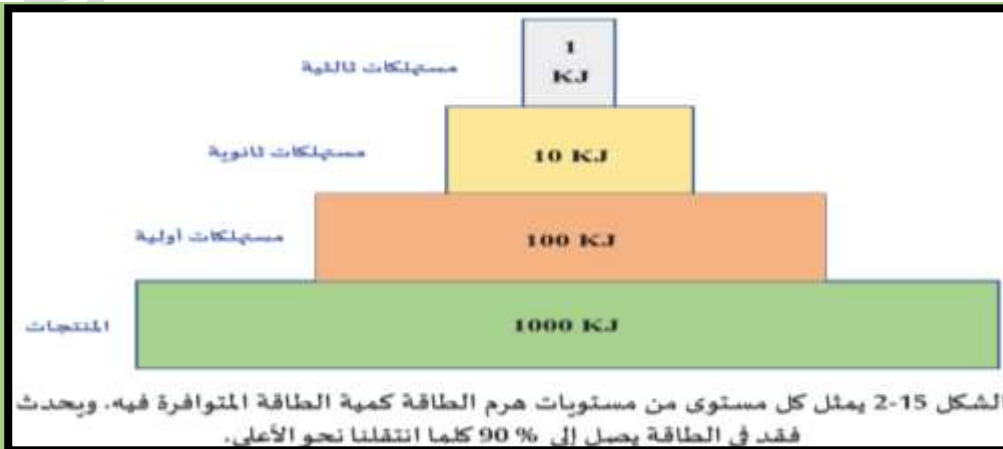 1
KJ
مستهلكات ثالثية
10 KJ
مستهلكات ثانوية
100 KJ
مستهلكات أولية
1000 KJ
المنتجات
الشكل 15-2 يمثل كل مستوى من مستويات هرم الطاقة كمية الطاقة المتوافرة فيه. ويحدث
فقد في الطاقة يصل إلى % 90 كلما انتقلنا نحو الأعلى.